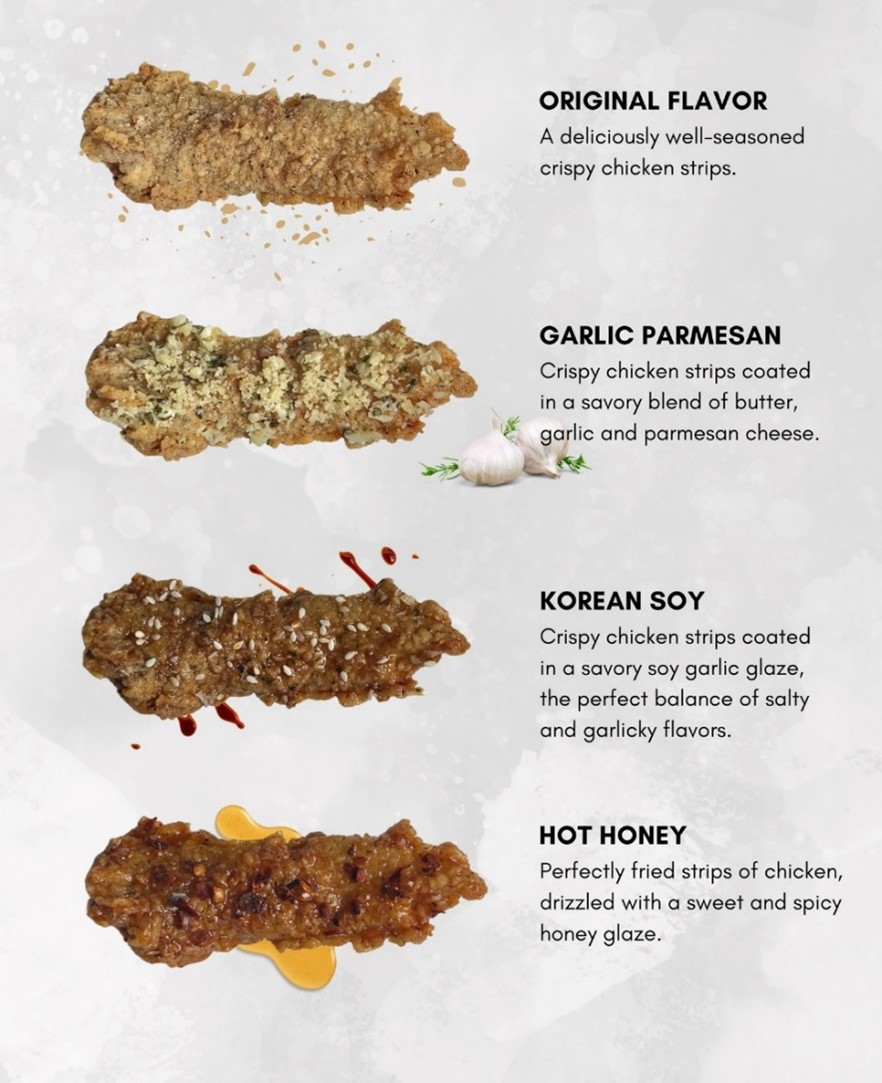 ORIGINAL FLAVOR
A deliciously well-seasoned
crispy chicken strips.
GARLIC PARMESAN
Crispy chicken strips coated
in a savory blend of butter,
garlic and parmesan cheese.
KOREAN SOY
Crispy chicken strips coated
in a savory soy garlic glaze,
the perfect balance of salty
and garlicky flavors.
HOT HONEY
Perfectly fried strips of chicken,
drizzled with a sweet and spicy
honey glaze.